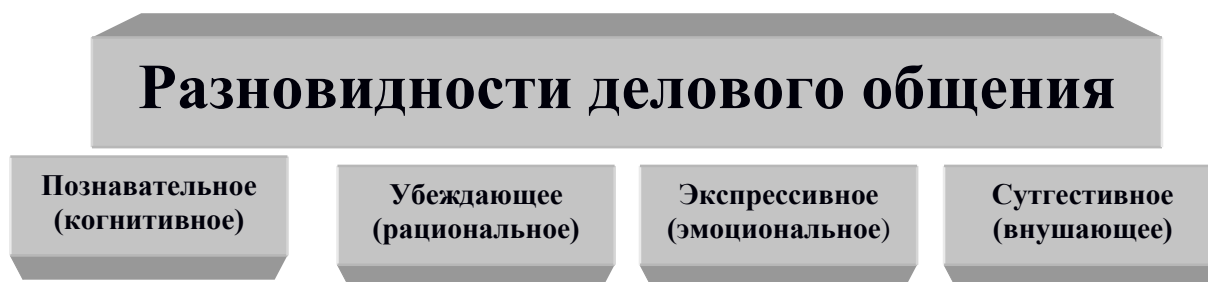 Разновидности делового общения
Познавательное
(когнитивное)
Убеждающее
(рациональное)
Экспрессивное
(эмоциональное)
Сутгестивное
(внушающее)